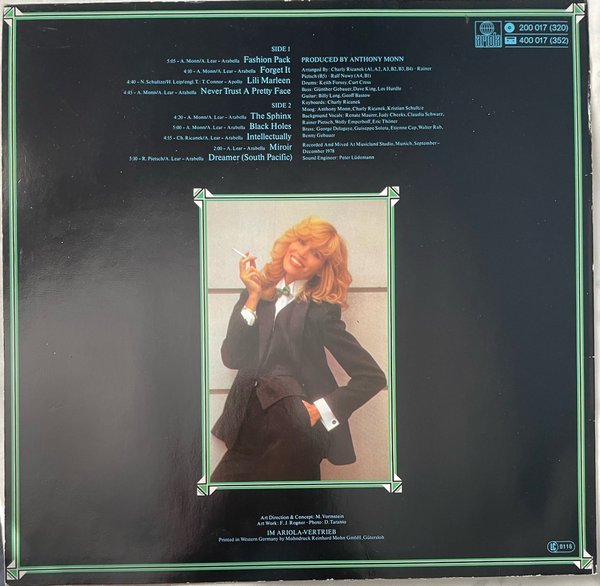 ariola
200 017 (320)
400 017 (352)
SIDE 1
5:05 - A. Monn/A. Lear - Arabella Fashion Pack
4:10 - A. Monn/A. Lear - Arabella Forget It
4:40 - N. Schultze/H. Leip/engl. T.: T. Connor - Apollo Lili Marleen
4:45 - A. Monn/A. Lear - Arabella Never Trust A Pretty Face
SIDE 2
4:20 - A. Monn/A. Lear - Arabella The Sphinx
5:00 - A. Monn/A. Lear - Arabella Black Holes
4:15 - Ch. Ricanek/A. Lear - Arabella Intellectually
2:00 - A. Lear - Arabella Miroir
5:30 - R. Pietsch/A. Lear - Arabella Dreamer (South Pacific)
PRODUCED BY ANTHONY MONN
Arranged By: Charly Ricanek (A1, A2, A3, B2, B3, B4) - Rainer
Pietsch (B5) - Ralf Nowy (A4, B1)
Drums: Keith Forsey, Curt Cress
Bass: Günther Gebauer, Dave King, Les Hurdle
Guitar: Billy Lang, Geoff Bastow
Keyboards: Charly Ricanek
Moog: Anthony Monn, Charly Ricanek, Kristian Schultze
Background Vocals: Renate Maurer, Judy Cheeks, Claudia Schwarz,
Rainer Pietsch, Wolly Emperhoff, Eric Thöner
Brass: George Delagaye, Guiseppe Solera, Etienne Cap, Walter Rab,
Benny Gebauer
Recorded And Mixed At Musicland Studio, Munich, September-
December 1978
Sound Engineer: Peter Lüdemann
Art Direction & Concept: M. Vormstein
Art Work: F. J. Rogner - Photo: D. Taranto
IM ARIOLA-VERTRIEB
Printed in Western Germany by Mohndruck Reinhard Mohn GmbH, Gütersloh
LC 0116